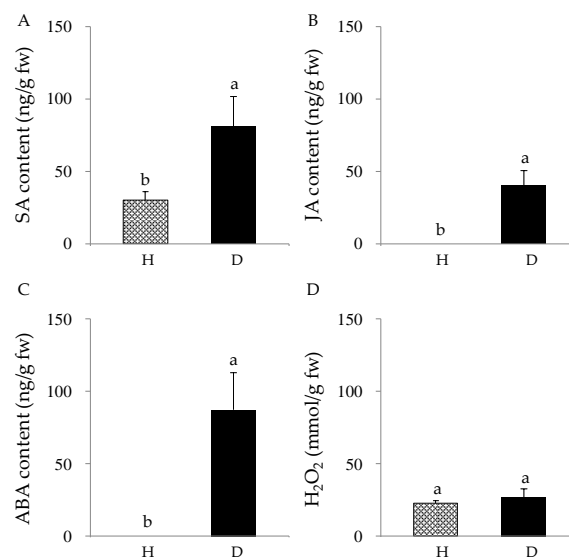 A
SA content (ng/g fw)
150
100
50
0
b
a
H
D
B
JA content (ng/g fw)
150
100
50
0
b
a
H
D
C
ABA content (ng/g fw)
150
100
50
0
b
a
H
D
D
H₂O₂ (mmol/g fw)
150
100
50
0
a
a
H
D